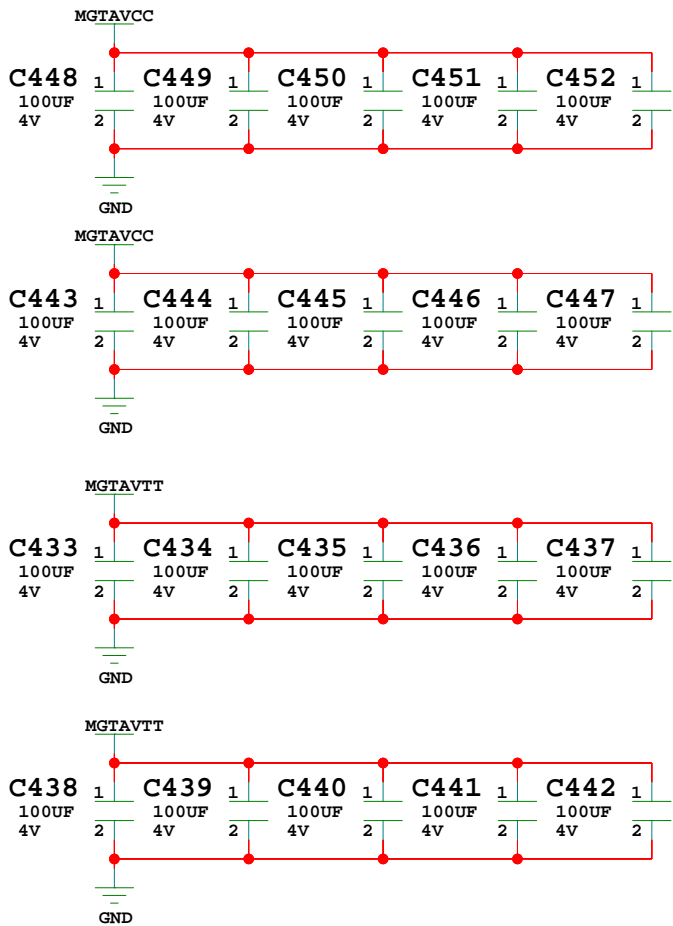 MGTAVCC
C448 1 C449 1 C450 1 C451 1 C452 1
100UF 100UF 100UF 100UF 100UF
4V 2 4V 2 4V 2 4V 2 4V 2
GND
MGTAVCC
C443 1 C444 1 C445 1 C446 1 C447 1
100UF 100UF 100UF 100UF 100UF
4V 2 4V 2 4V 2 4V 2 4V 2
GND
MGTAVTT
C433 1 C434 1 C435 1 C436 1 C437 1
100UF 100UF 100UF 100UF 100UF
4V 2 4V 2 4V 2 4V 2 4V 2
GND
MGTAVTT
C438 1 C439 1 C440 1 C441 1 C442 1
100UF 100UF 100UF 100UF 100UF
4V 2 4V 2 4V 2 4V 2 4V 2
GND